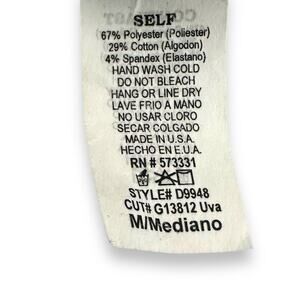 SELF
67% Polyester (Poliester)
29% Cotton (Algodon)
4% Spandex (Elastano)
HAND WASH COLD
DO NOT BLEACH
HANG OR LINE DRY
LAVE FRIO A MANO
NO USAR CLORO
SECAR COLGADO
MADE IN U.S.A.
HECHO EN E.U.A.
RN # 573331
STYLE# D9948
CUT# G13812 Uva
M/Mediano